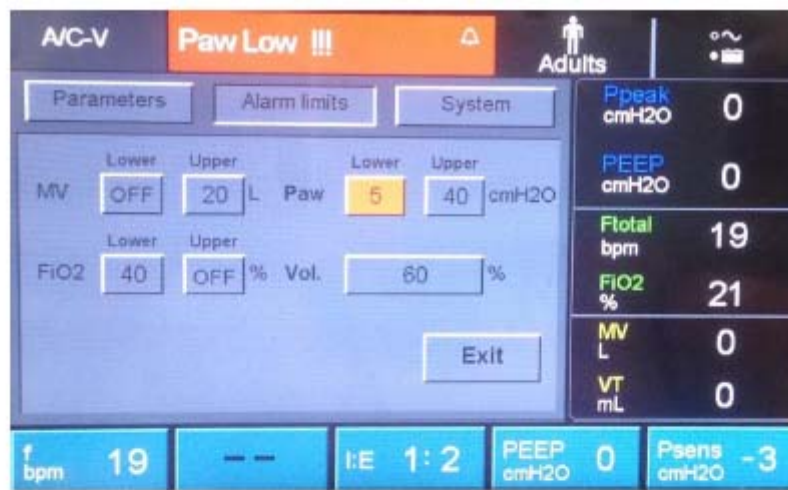 A/C-V
Paw Low !!!
Adults
Parameters
Alarm limits
System
Lower Upper Lower Upper
MV OFF 20 L Paw 5 40 cmH2O
Lower Upper
FiO2 40 OFF % Vol. 60 %
Exit
Ppeak
cmH2O 0
PEEP
cmH2O 0
Ftotal
bpm 19
FiO2
% 21
MV
L 0
VT
mL 0
f
bpm 19
--
I:E 1:2
PEEP
cmH2O 0
Psens
cmH2O -3